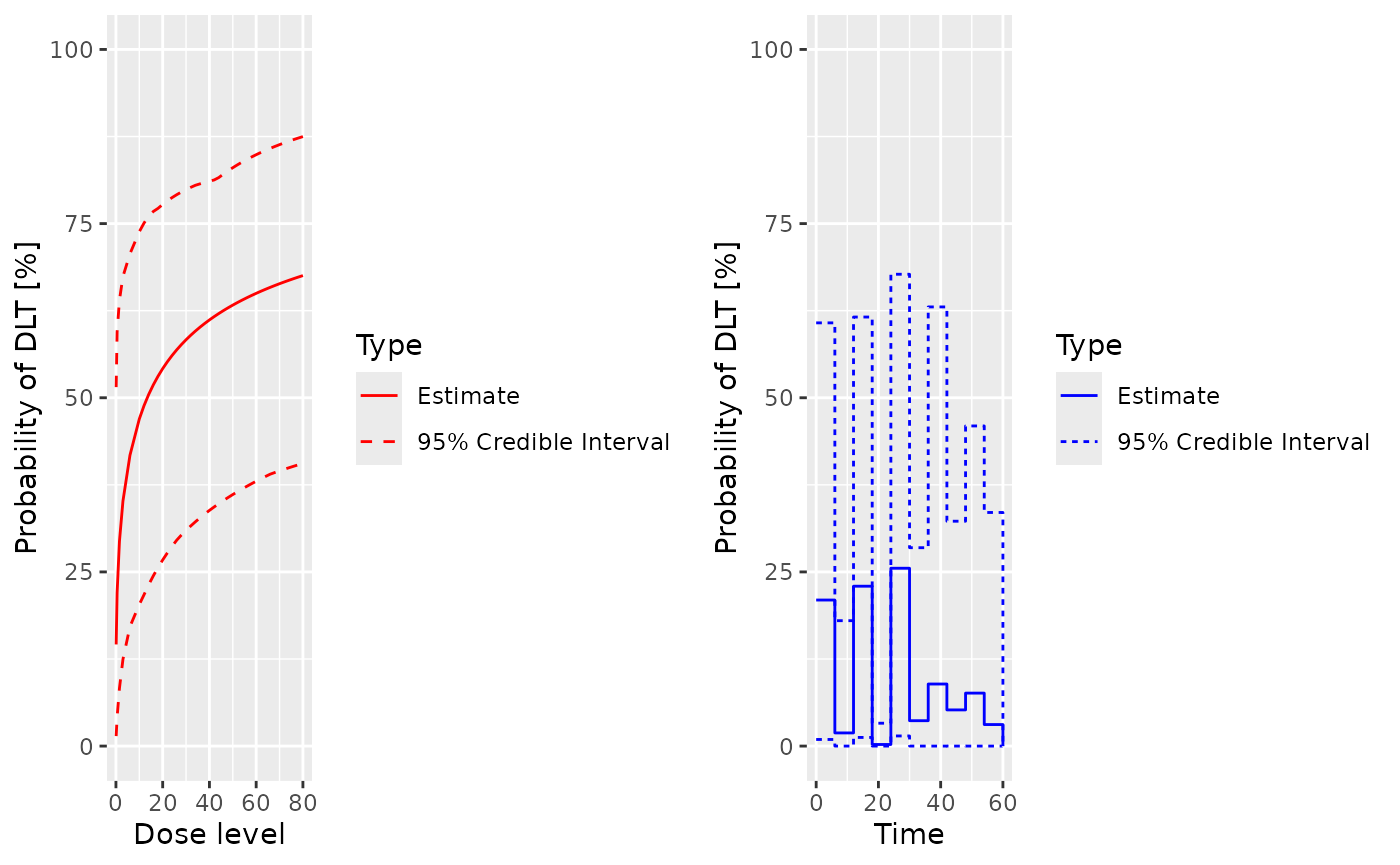 100
75
50
25
0
Probability of DLT [%]
0 20 40 60 80
Dose level
Type
Estimate
95% Credible Interval
100
75
50
25
0
Probability of DLT [%]
0 20 40 60
Time
Type
Estimate
95% Credible Interval